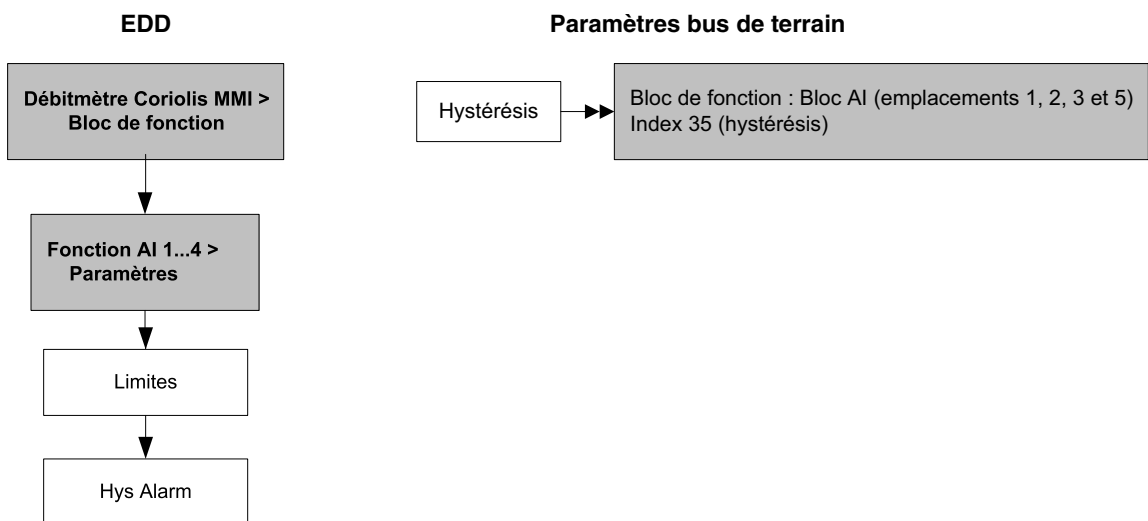 EDD
Débitmètre Coriolis MMI >
Bloc de fonction
Fonction AI 1...4 >
Paramètres
Limites
Hys Alarm
Paramètres bus de terrain
Hystérésis
Bloc de fonction : Bloc AI (emplacements 1, 2, 3 et 5)
Index 35 (hystérésis)